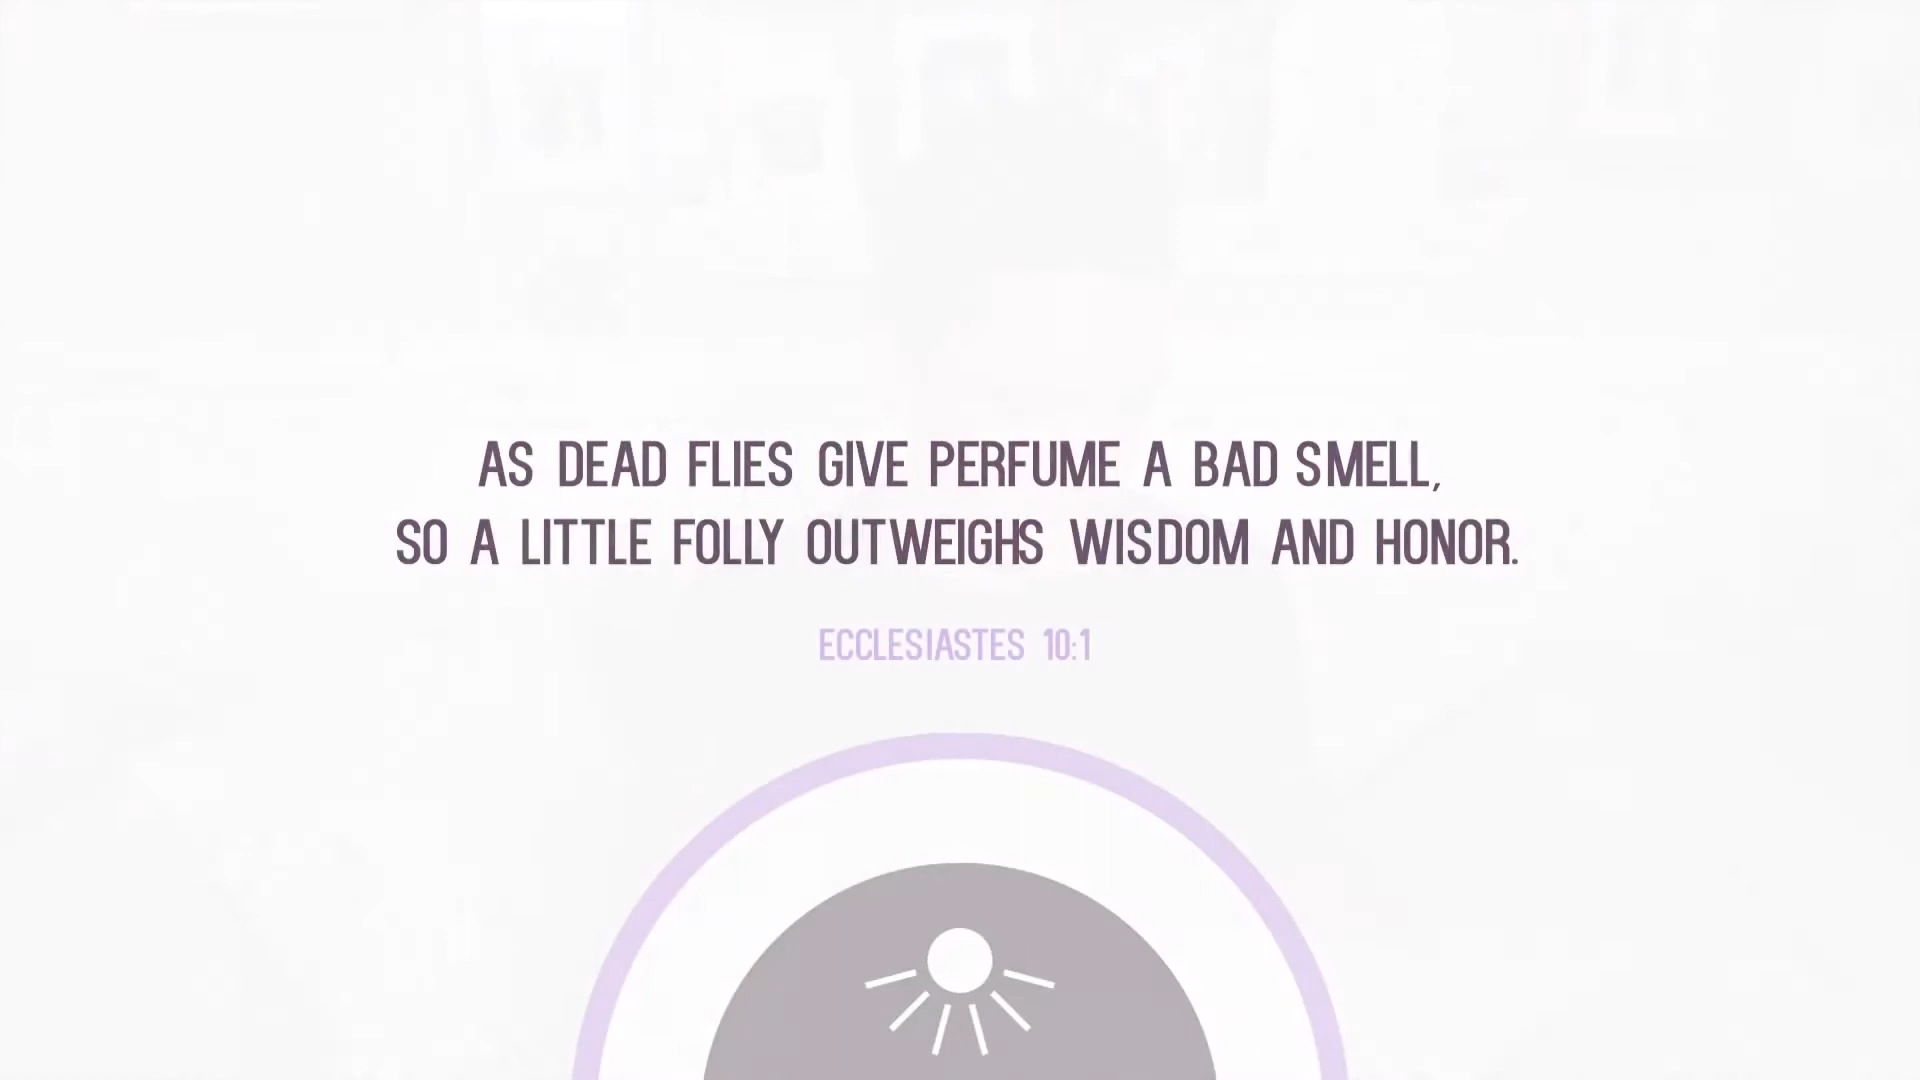 AS DEAD FLIES GIVE PERFUME A BAD SMELL,
SO A LITTLE FOLLY OUTWEIGHS WISDOM AND HONOR.
ECCLESIASTES 10:1